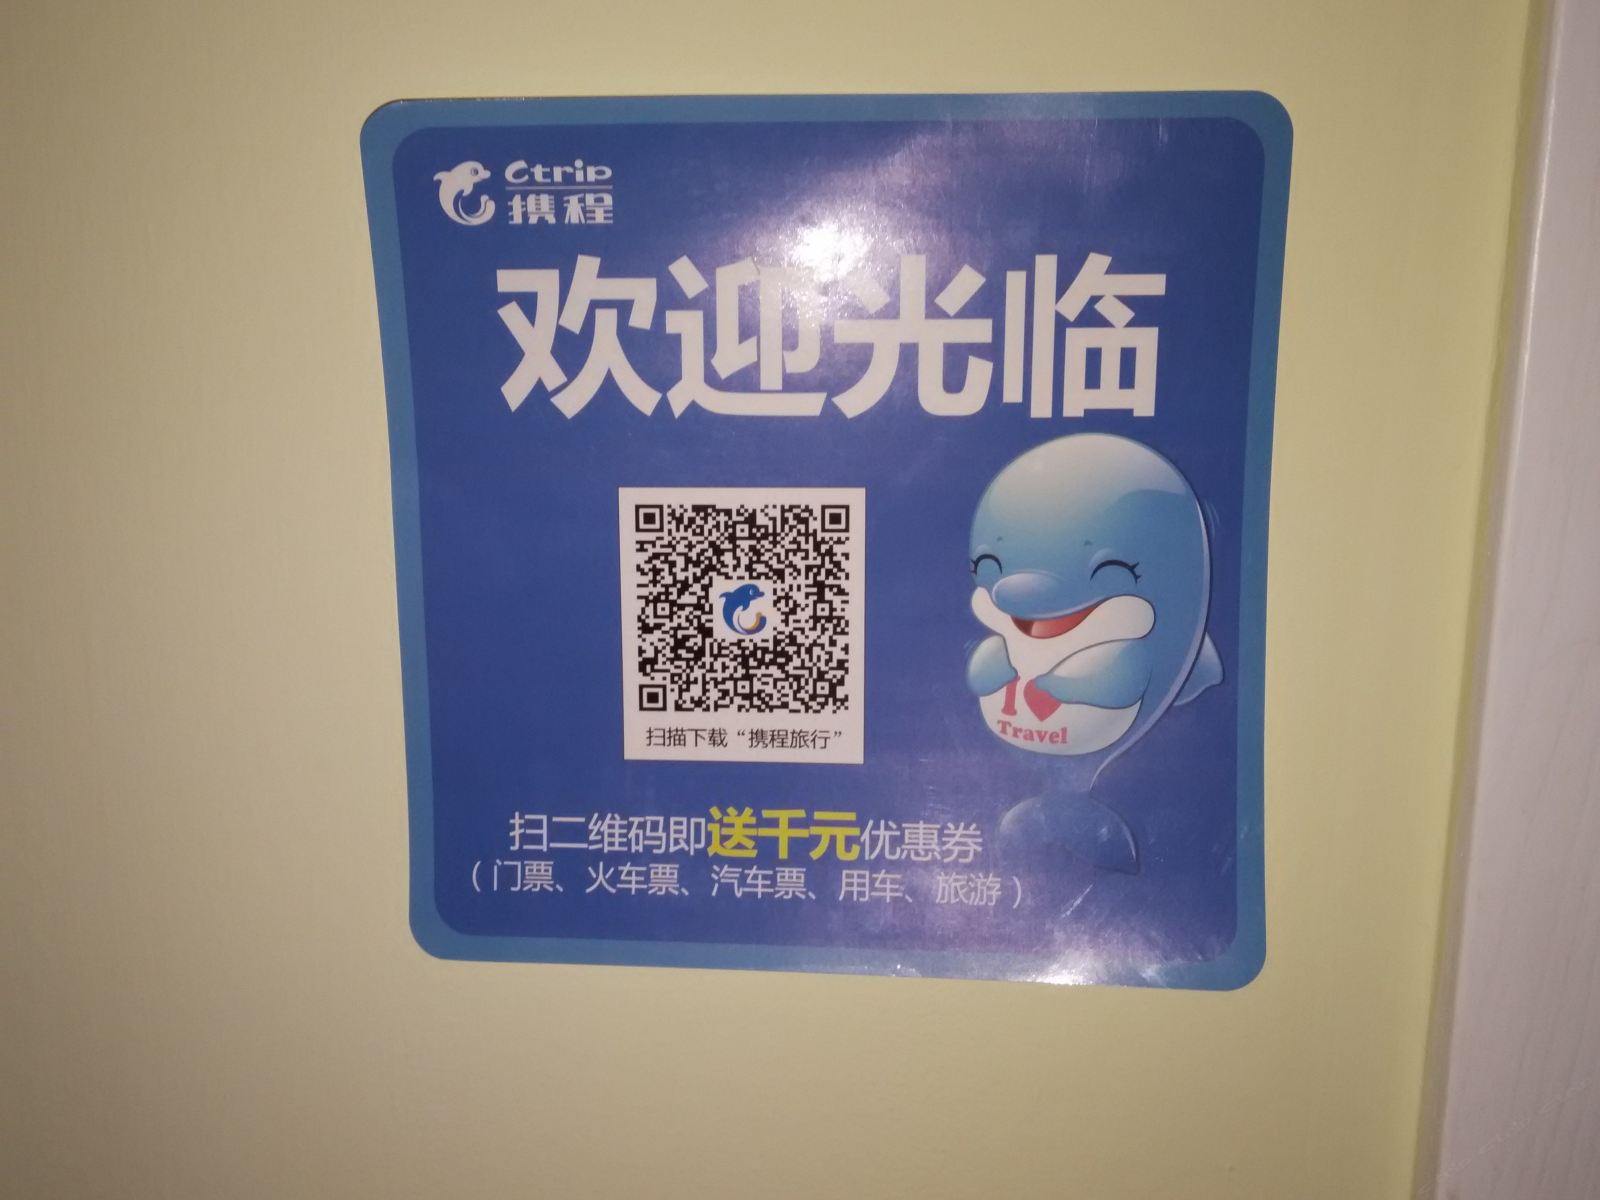 Ctrip
携程
欢迎光临
扫描下载“携程旅行”
I
Travel
扫二维码即送千元优惠券
（门票、火车票、汽车票、用车、旅游）